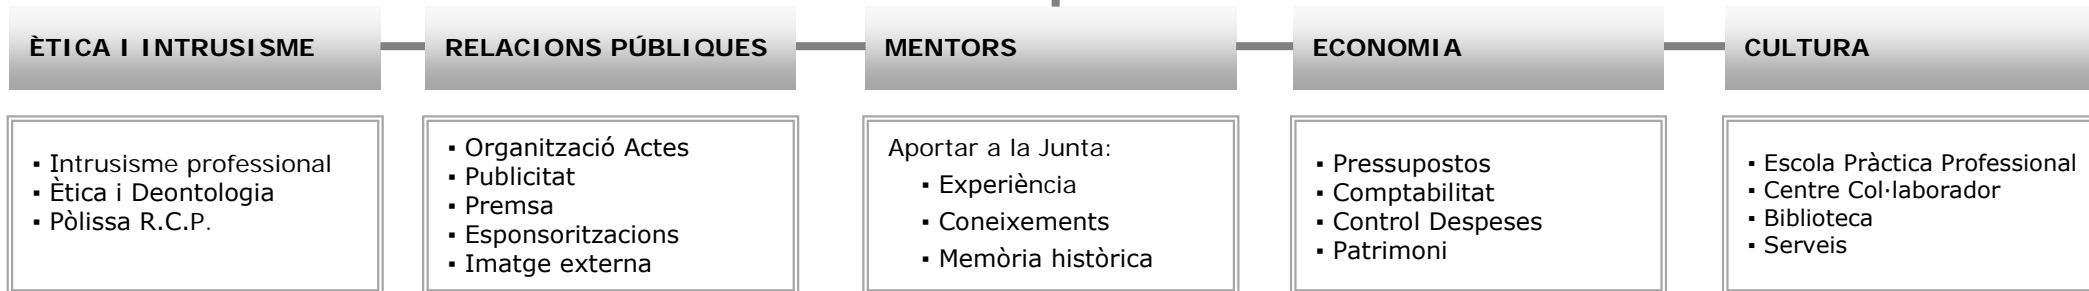 ÈTICA I INTRUSISME
▪ Intrusisme professional
▪ Ètica i Deontologia
▪ Pòlissa R.C.P.
RELACIONS PÚBLIQUES
▪ Organització Actes
▪ Publicitat
▪ Premsa
▪ Esponsoritzacions
▪ Imatge externa
MENTORS
Aportar a la Junta:
▪ Experiència
▪ Coneixements
▪ Memòria històrica
ECONOMIA
▪ Pressupostos
▪ Comptabilitat
▪ Control Despeses
▪ Patrimoni
CULTURA
▪ Escola Pràctica Professional
▪ Centre Col·laborador
▪ Biblioteca
▪ Serveis